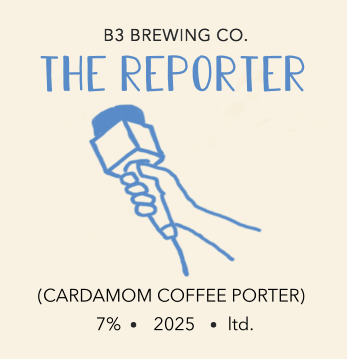 B3 BREWING CO.
THE REPORTER
(CARDAMOM COFFEE PORTER)
7% • 2025 • ltd.